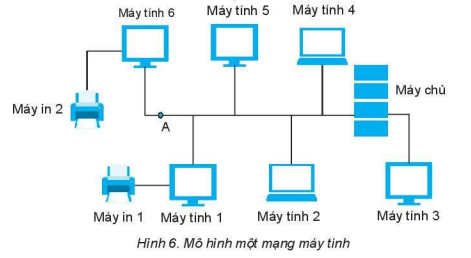 Máy tính 6
Máy tính 5
Máy tính 4
Máy chủ
Máy in 2
A
Máy in 1
Máy tính 1
Máy tính 2
Máy tính 3
Hình 6. Mô hình một mạng máy tính